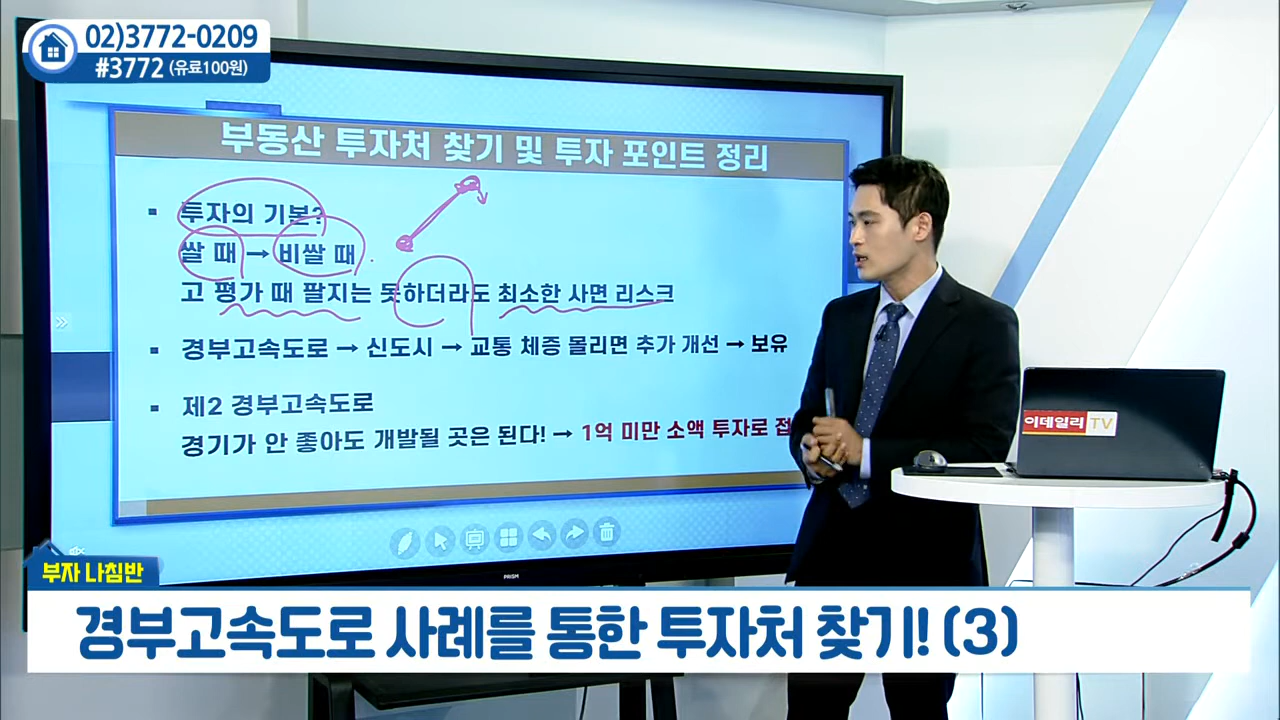 02)3772-0209
#3772 (유료100원)
부동산 투자처 찾기 및 투자 포인트 정리
▪ 투자의 기본?
쌀 때 → 비쌀 때
고 평가 때 팔지는 못하더라도 최소한 사면 리스크
▪ 경부고속도로 → 신도시 → 교통 체증 몰리면 추가 개선 → 보유
▪ 제2 경부고속도로
경기가 안 좋아도 개발될 곳은 된다! → 1억 미만 소액 투자로 접
이데일리 TV
PRISM
부자 나침반
경부고속도로 사례를 통한 투자처 찾기! (3)